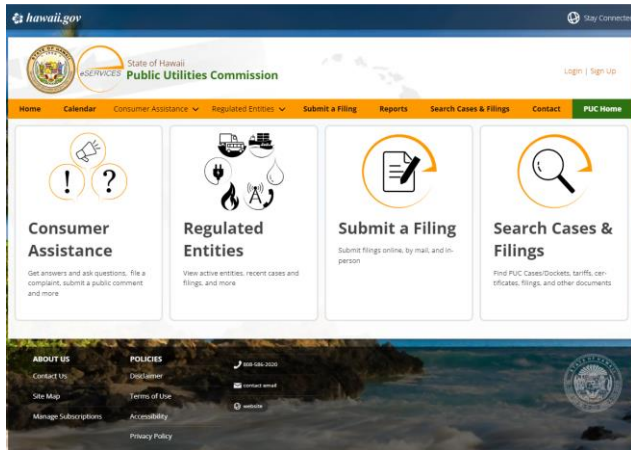 hawaii.gov
Stay Connected
State of Hawaii
eSERVICES Public Utilities Commission
Login | Sign Up
Home Calendar Consumer Assistance Regulated Entities Submit a Filing Reports Search Cases & Filings Contact PUC Home
! ?
Consumer
Assistance
Get answers and ask questions, file a
complaint, submit a public comment
and more
Regulated
Entities
View active entities, recent cases and
filings, and more
Submit a Filing
Submit filings online, by mail, and in-
person
Search Cases &
Filings
Find PUC Cases/Dockets, tariffs, cer-
tificates, filings, and other documents
ABOUT US
Contact Us
Site Map
Manage Subscriptions
POLICIES
Disclaimer
Terms of Use
Accessibility
Privacy Policy
808-586-2020
contact email
website